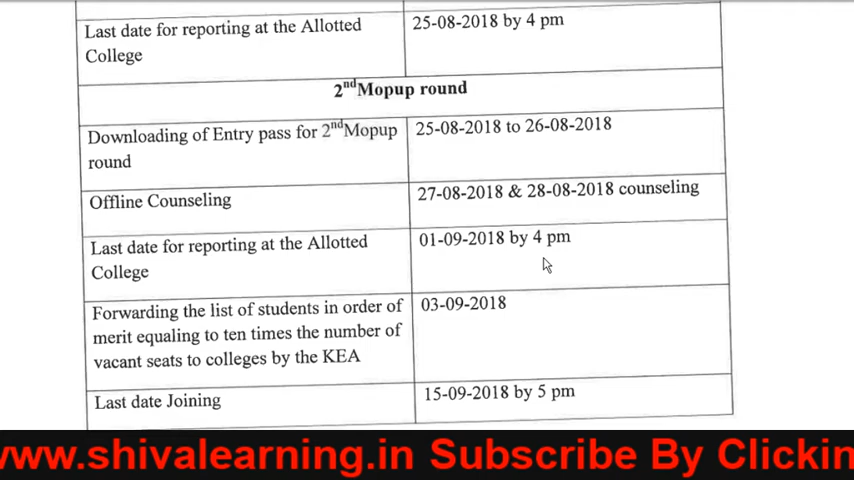 Last date for reporting at the Allotted
College
25-08-2018 by 4 pm
2ndMopup round
Downloading of Entry pass for 2ndMopup
round
25-08-2018 to 26-08-2018
Offline Counseling
27-08-2018 & 28-08-2018 counseling
Last date for reporting at the Allotted
College
01-09-2018 by 4 pm
Forwarding the list of students in order of
merit equaling to ten times the number of
vacant seats to colleges by the KEA
03-09-2018
Last date Joining
15-09-2018 by 5 pm
www.shivalearning.in Subscribe By Clickin